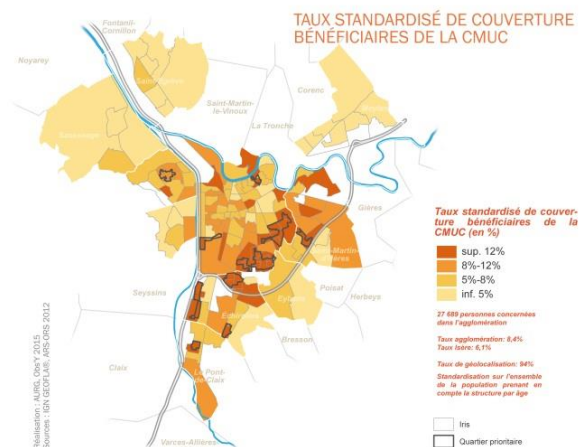 TAUX STANDARDISÉ DE COUVERTURE
BÉNÉFICIAIRES DE LA CMUC
Fontanil-
Cornillon
Noyarey
Saint-Egrève
Saint-Martin-
le-Vinoux
Corenc
Meylan
La Tronche
Sassenage
Gières
Saint-Martin-
d'Hères
Poisat
Herbeys
Seyssins
Eybens
Echirolles
Bresson
Claix
Le Pont-
de-Claix
Varces-Allières
Taux standardisé de couver-
ture bénéficiaires de la
CMUC (en %)
sup. 12%
8%-12%
5%-8%
inf. 5%
27 689 personnes concernées
dans l'agglomération
Taux agglomération: 8,4%
Taux Isère: 6,1%
Taux de géolocalisation: 94%
Standardisation sur l'ensemble
de la population prenant en
compte la structure par âge
Iris
Quartier prioritaire
Réalisation : AURG, Obs'Y 2015
Sources : IGN GEOFLA®; ARS-ORS 2012